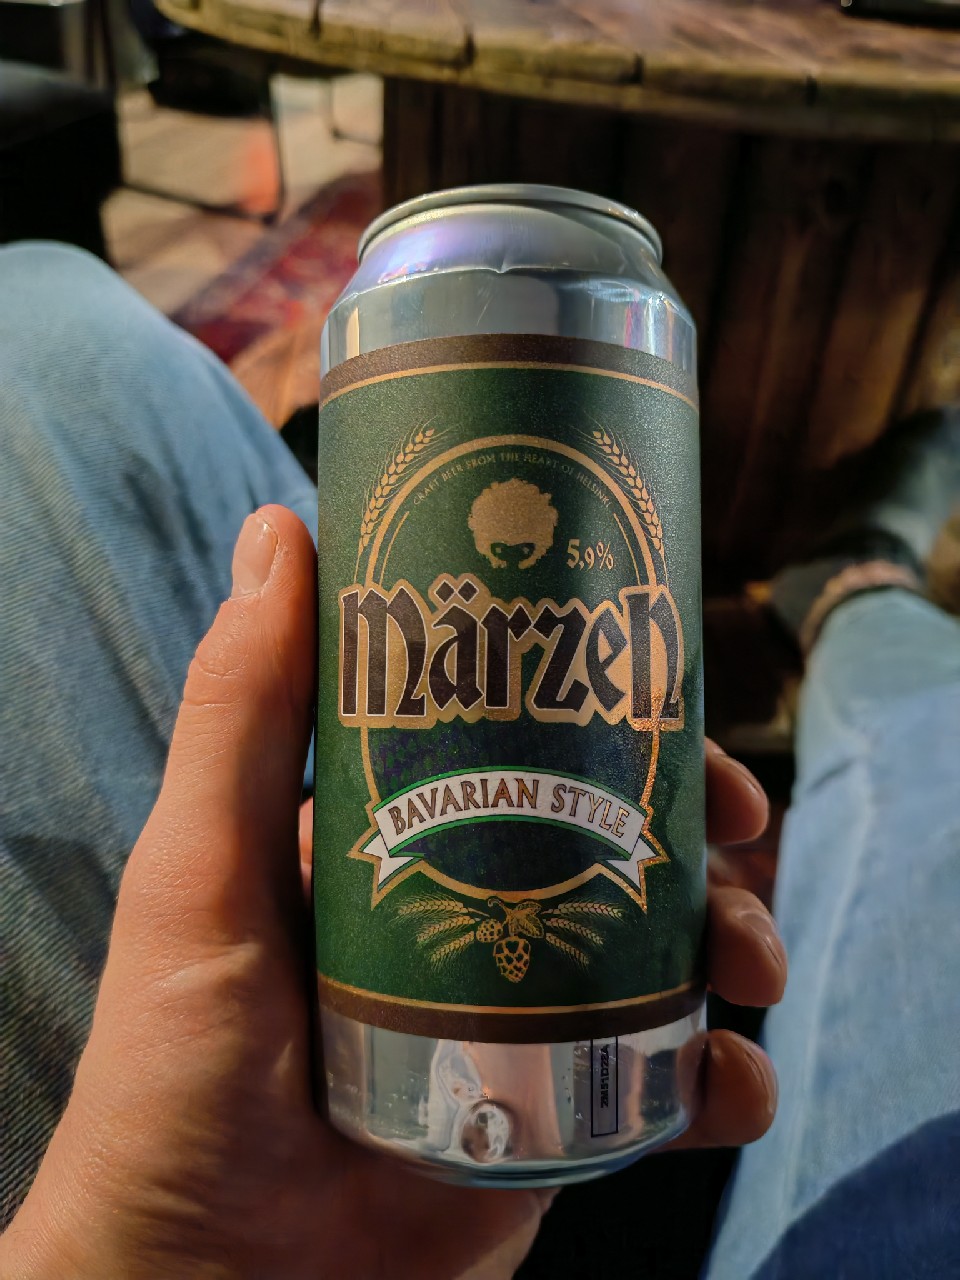 CRAFT BEER FROM THE HEART OF HELSINKI
5,9%
Märzen
BAVARIAN STYLE